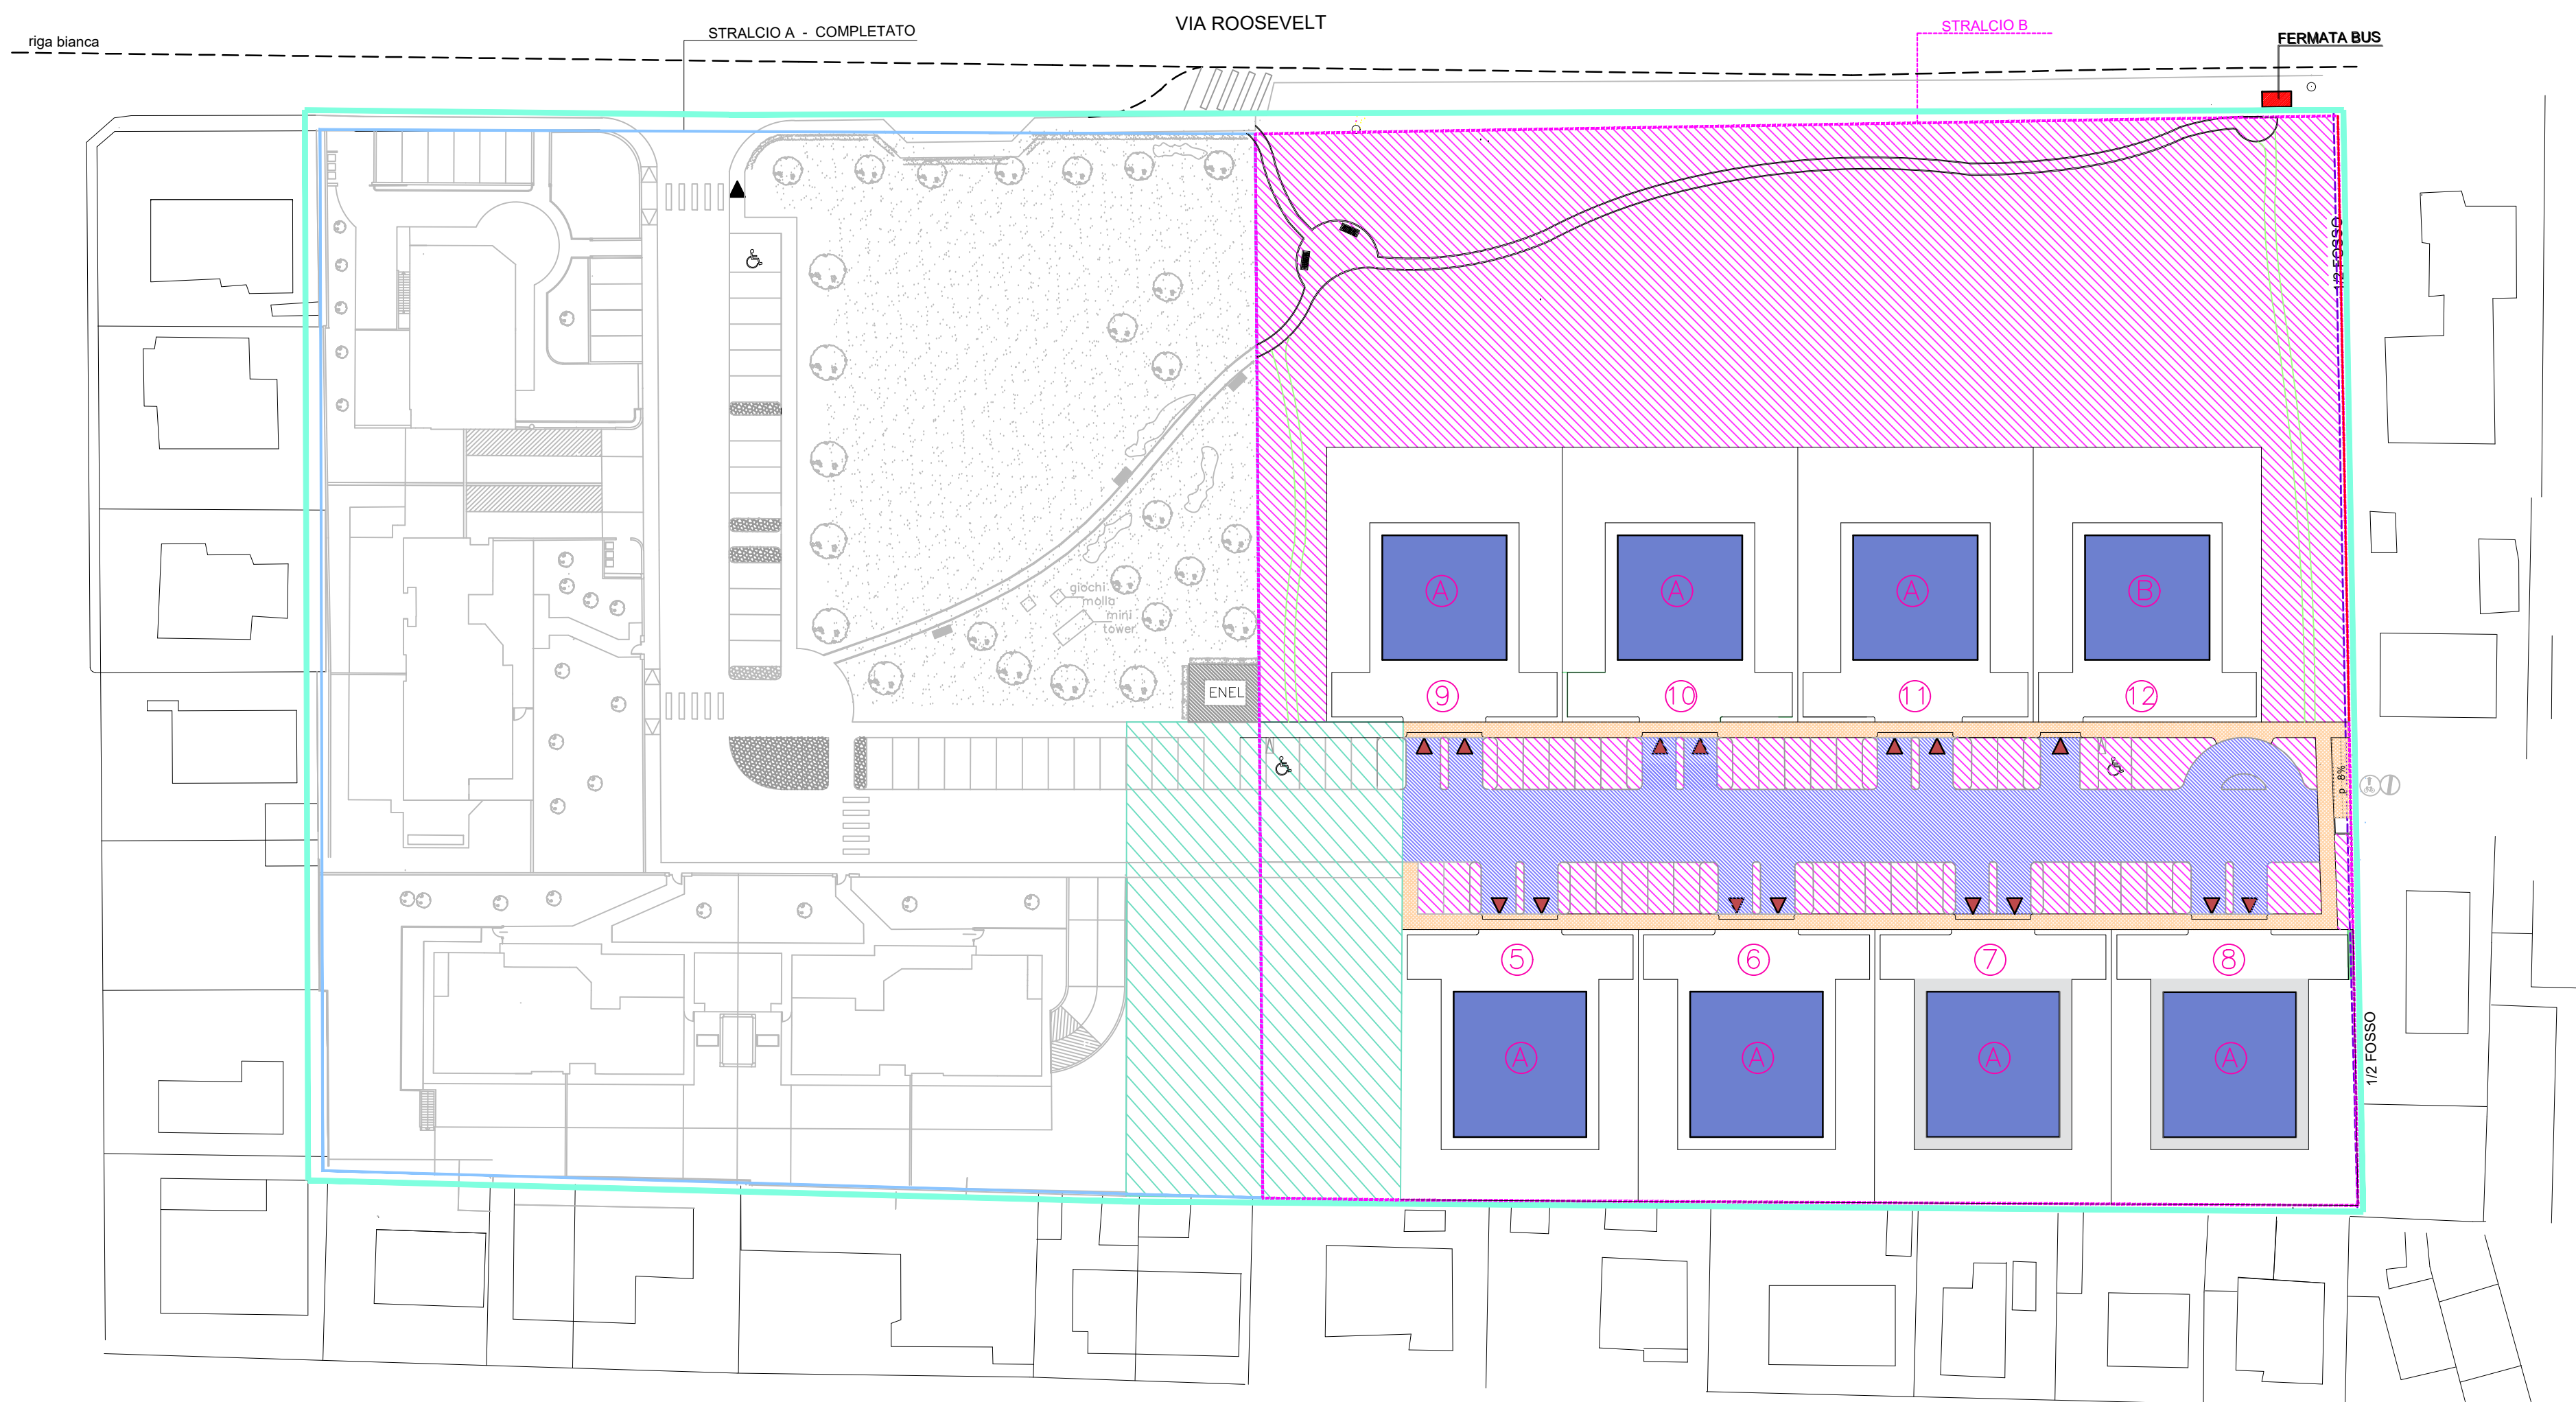 VIA ROOSEVELT
STRALCIO A - COMPLETATO
STRALCIO B
FERMATA BUS
riga bianca
1/2 FOSSO
giochi
molla
mini
tower
ENEL
A
A
A
B
9
10
11
12
p 8%
5
6
7
8
A
A
A
A
1/2 FOSSO